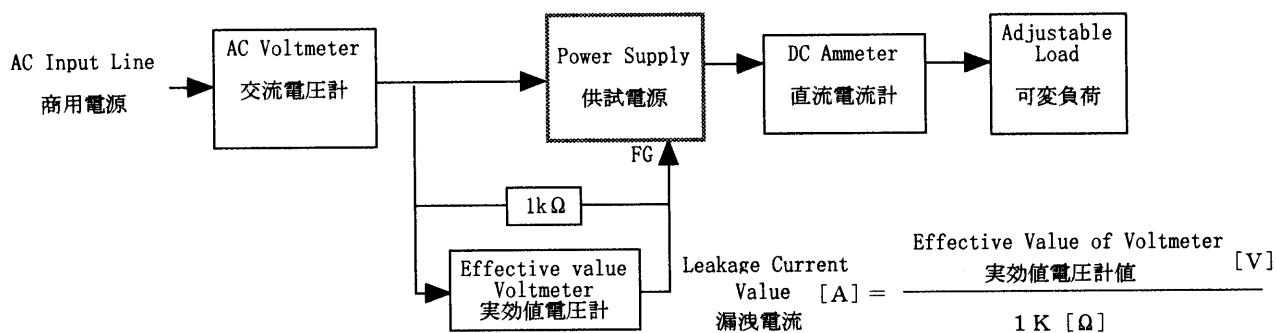 AC Input Line
商用電源
AC Voltmeter
交流電圧計
Power Supply
供試電源
FG
DC Ammeter
直流電流計
Adjustable
Load
可変負荷
1kΩ
Effective value
Voltmeter
実効値電圧計
Leakage Current
Value [A] =
漏洩電流
Effective Value of Voltmeter
実効値電圧計値 [V]
1K [Ω]